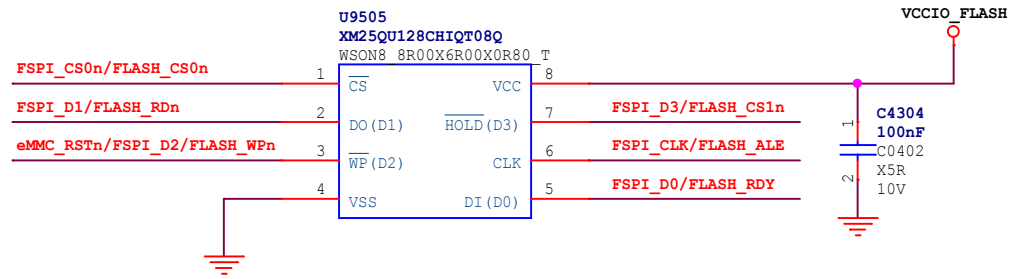 U9505
VCCIO_FLASH
XM25QU128CHIQT08Q
WSON8_8R00X6R00X0R80_T
FSPI_CS0n/FLASH_CS0n
1
CS
VCC
8
FSPI_D1/FLASH_RDn
2
DO(D1)
HOLD(D3)
7
FSPI_D3/FLASH_CS1n
eMMC_RSTn/FSPI_D2/FLASH_WPn
3
WP(D2)
CLK
6
FSPI_CLK/FLASH_ALE
4
VSS
DI(D0)
5
FSPI_D0/FLASH_RDY
1
2
C4304
100nF
C0402
X5R
10V